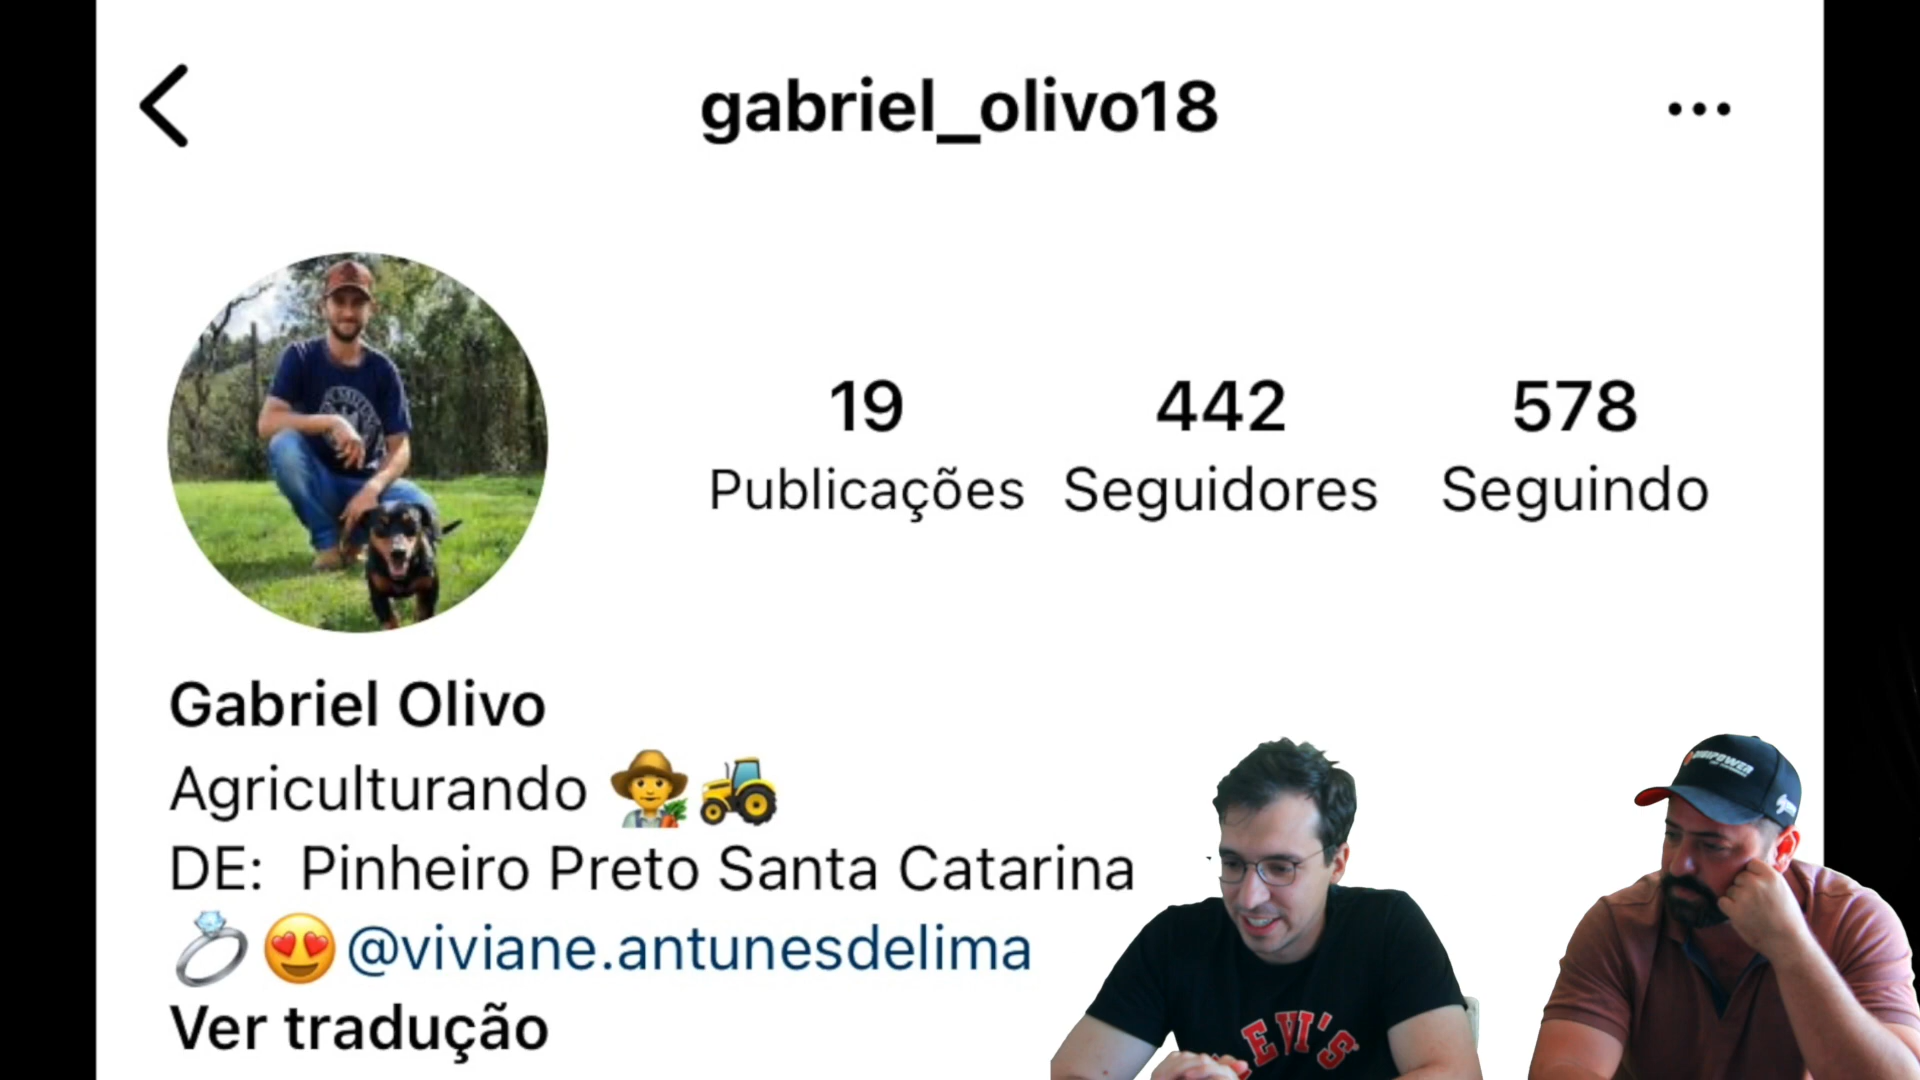 gabriel_olivo18
19 442 578
Publicações Seguidores Seguindo
Gabriel Olivo
Agriculturando
DE: Pinheiro Preto Santa Catarina
@viviane.antunesdelima
Ver tradução
EVI'S